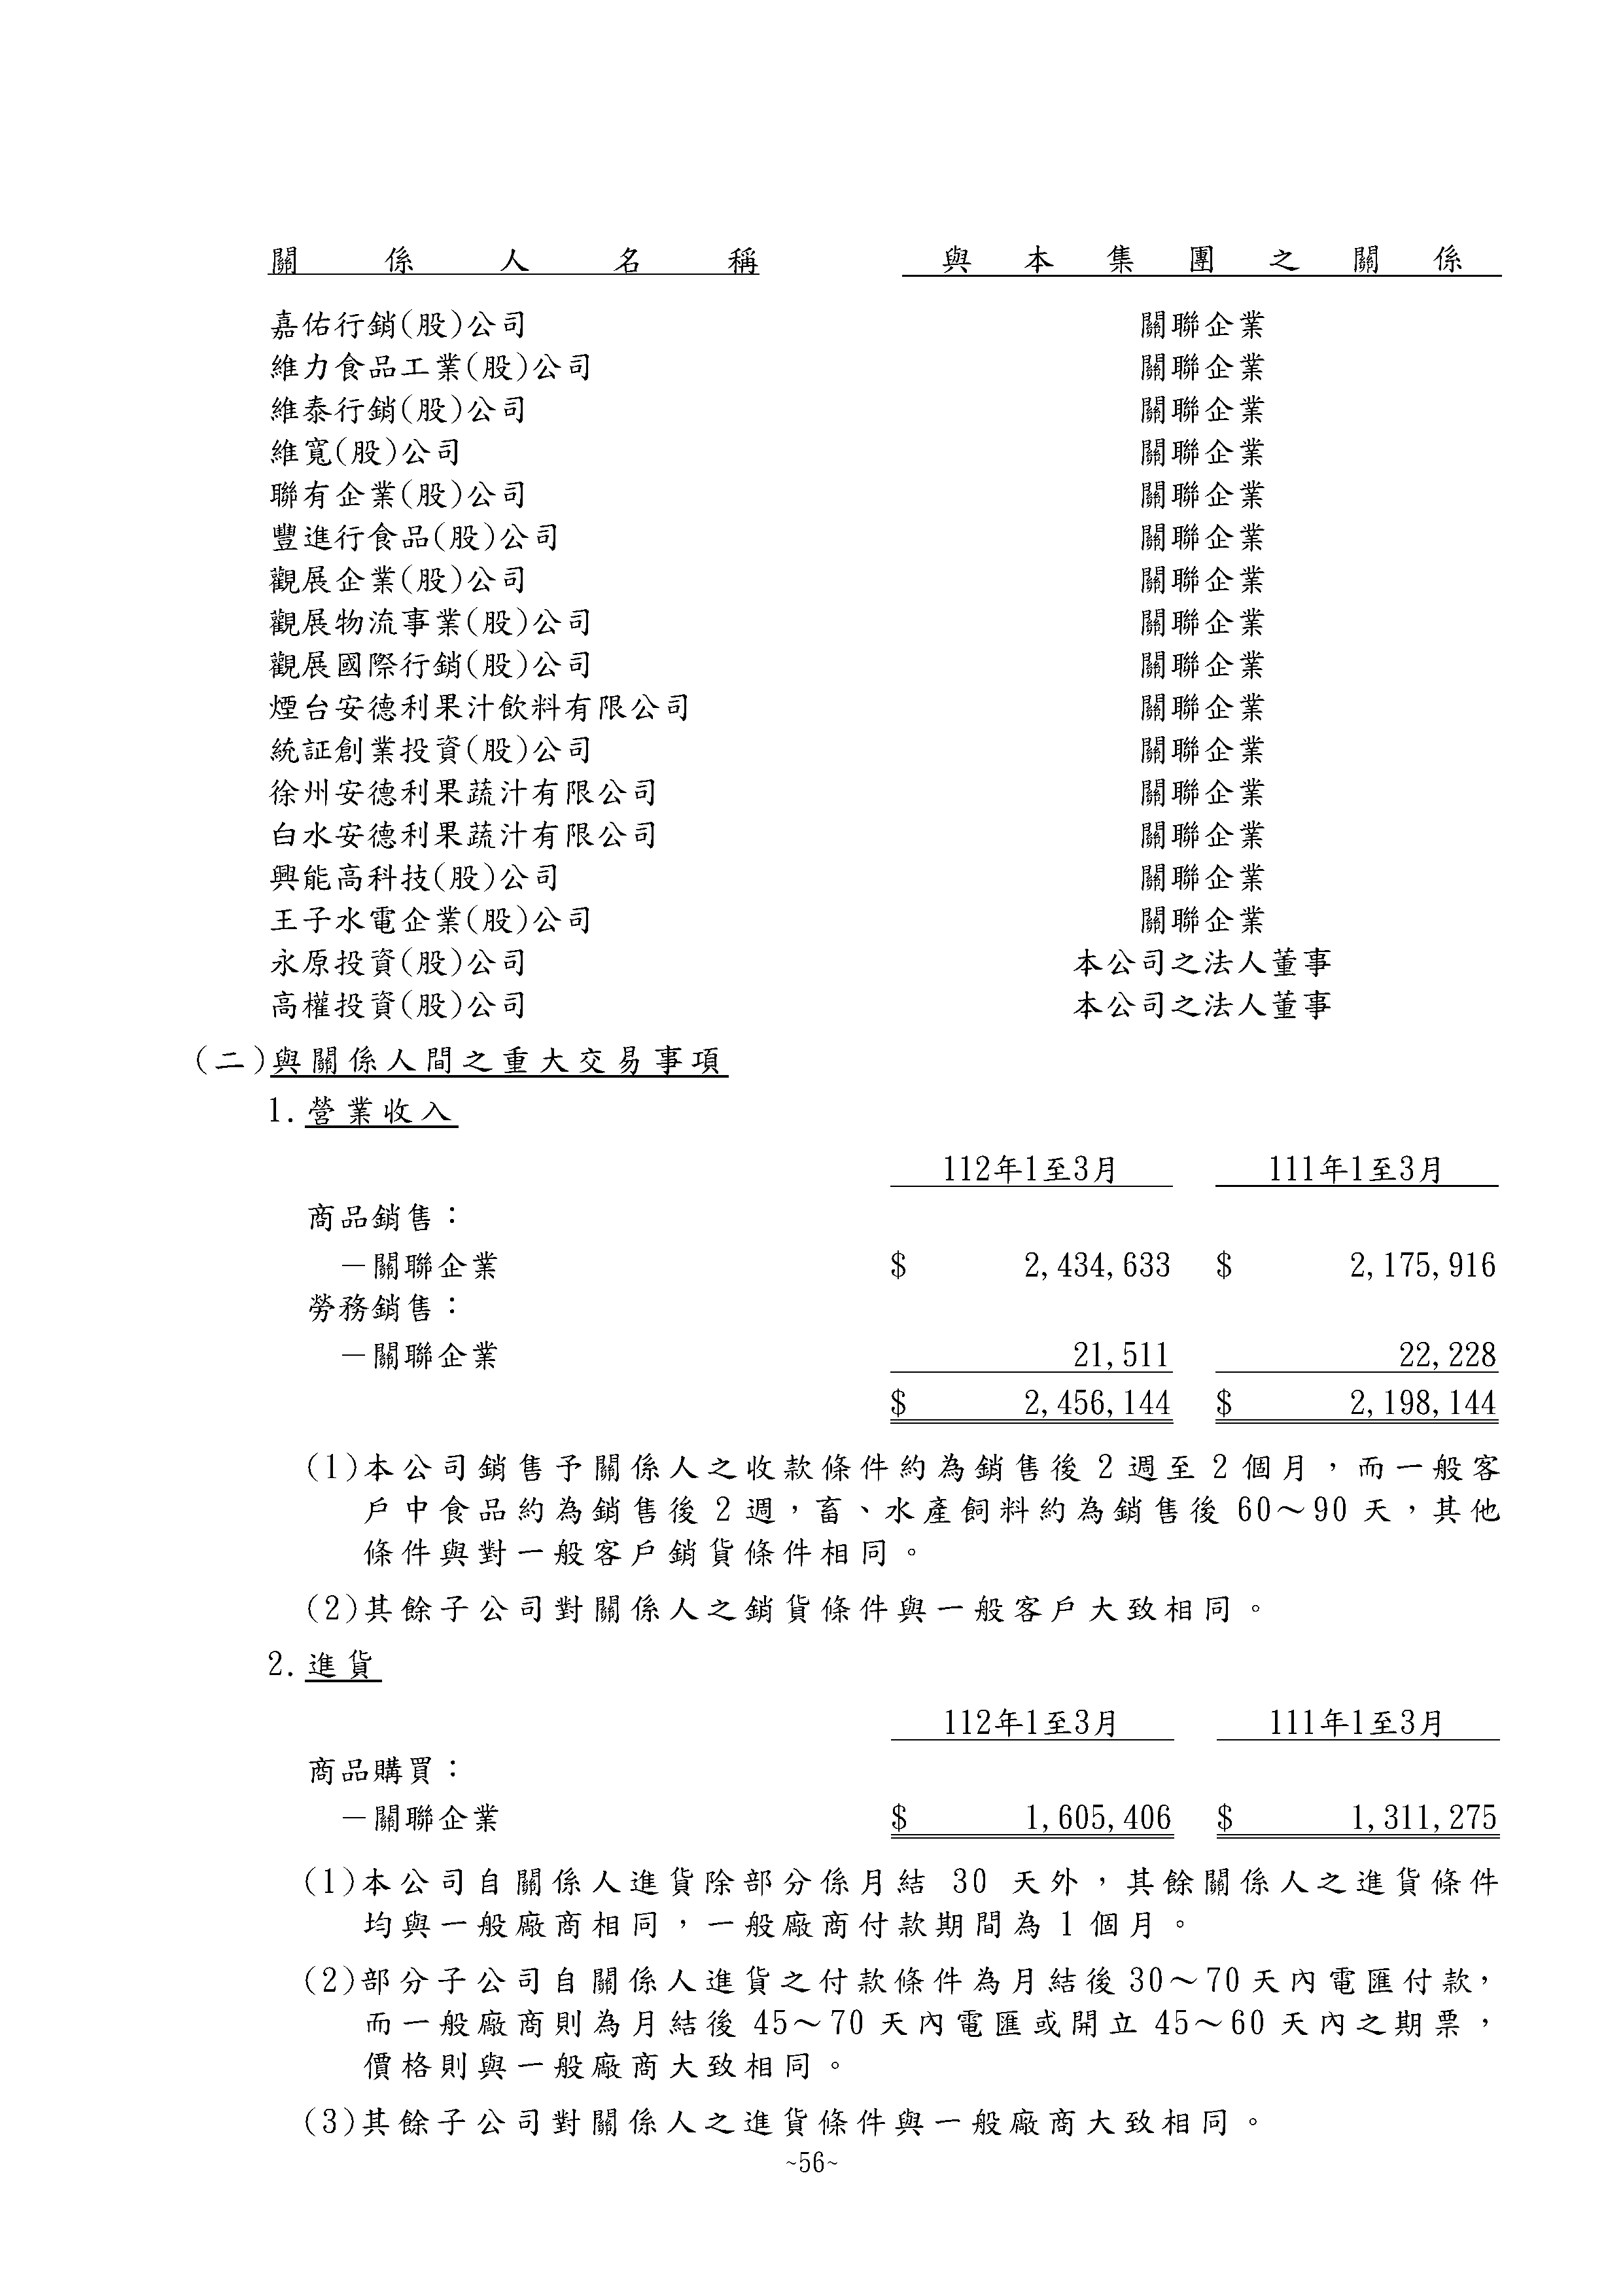 關係人名稱 與本集團之關係
嘉佑行銷(股)公司 關聯企業
維力食品工業(股)公司 關聯企業
維泰行銷(股)公司 關聯企業
維寬(股)公司 關聯企業
聯有企業(股)公司 關聯企業
豐進行食品(股)公司 關聯企業
觀展企業(股)公司 關聯企業
觀展物流事業(股)公司 關聯企業
觀展國際行銷(股)公司 關聯企業
煙台安德利果汁飲料有限公司 關聯企業
統証創業投資(股)公司 關聯企業
徐州安德利果蔬汁有限公司 關聯企業
白水安德利果蔬汁有限公司 關聯企業
興能高科技(股)公司 關聯企業
王子水電企業(股)公司 關聯企業
永原投資(股)公司 本公司之法人董事
高權投資(股)公司 本公司之法人董事
(二)與關係人間之重大交易事項
1.營業收入
112年1至3月 111年1至3月
商品銷售：
－關聯企業 $ 2,434,633 $ 2,175,916
勞務銷售：
－關聯企業 21,511 22,228
$ 2,456,144 $ 2,198,144
(1)本公司銷售予關係人之收款條件約為銷售後 2 週至 2 個月，而一般客
戶中食品約為銷售後 2 週，畜、水產飼料約為銷售後 60～90 天，其他
條件與對一般客戶銷貨條件相同。
(2)其餘子公司對關係人之銷貨條件與一般客戶大致相同。
2.進貨
112年1至3月 111年1至3月
商品購買：
－關聯企業 $ 1,605,406 $ 1,311,275
(1)本公司自關係人進貨除部分係月結 30 天外，其餘關係人之進貨條件
均與一般廠商相同，一般廠商付款期間為 1 個月。
(2)部分子公司自關係人進貨之付款條件為月結後 30～70 天內電匯付款，
而一般廠商則為月結後 45～70 天內電匯或開立 45～60 天內之期票，
價格則與一般廠商大致相同。
(3)其餘子公司對關係人之進貨條件與一般廠商大致相同。
~56~